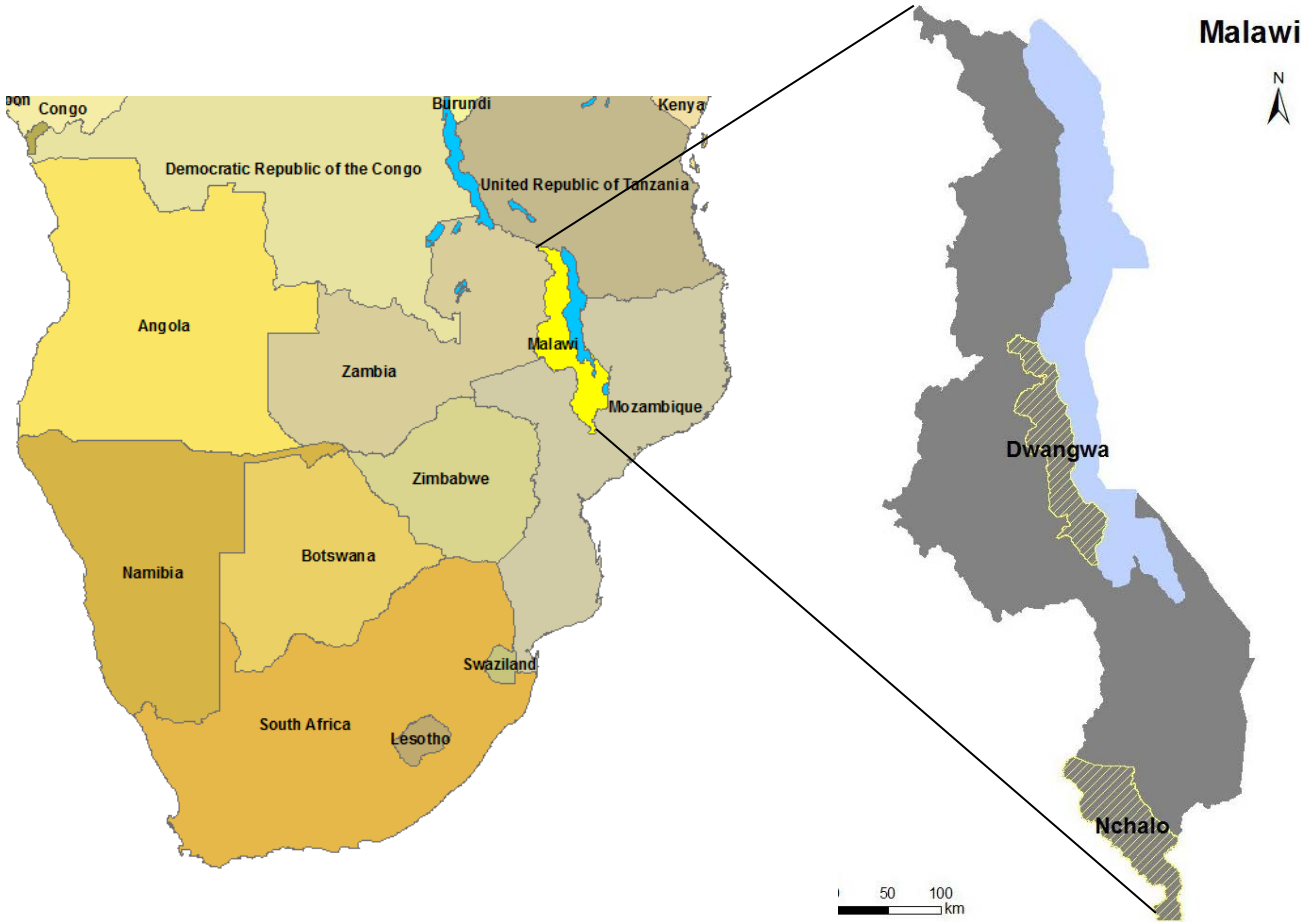 Malawi
N
Congo
Burundi
Kenya
Democratic Republic of the Congo
United Republic of Tanzania
Angola
Malawi
Zambia
Mozambique
Dwangwa
Zimbabwe
Botswana
Namibia
Swaziland
South Africa
Lesotho
Nchalo
50 100
km